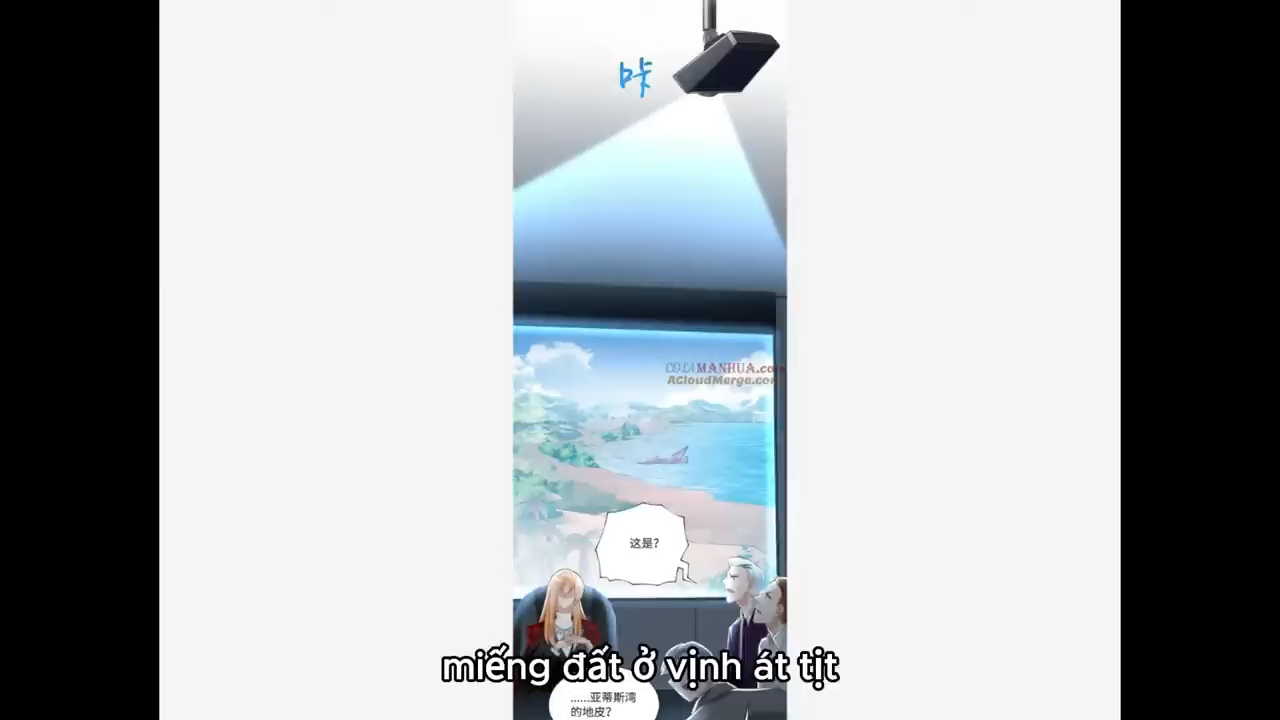 咔
COLAMANHUA.com
ACloudMerge.com
这是?
miếng đất ở vịnh át tịt
......亚蒂斯湾
的地皮?